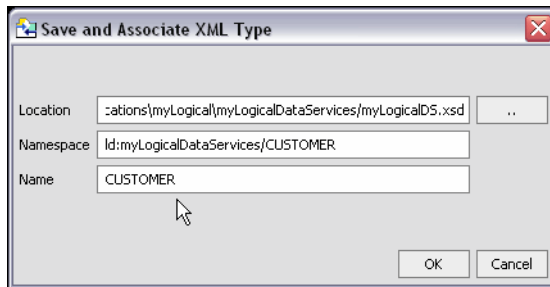 Save and Associate XML Type
Location :ations\myLogical\myLogicalDataServices/myLogicalDS.xsd ..
Namespace ld:myLogicalDataServices/CUSTOMER
Name CUSTOMER
OK Cancel